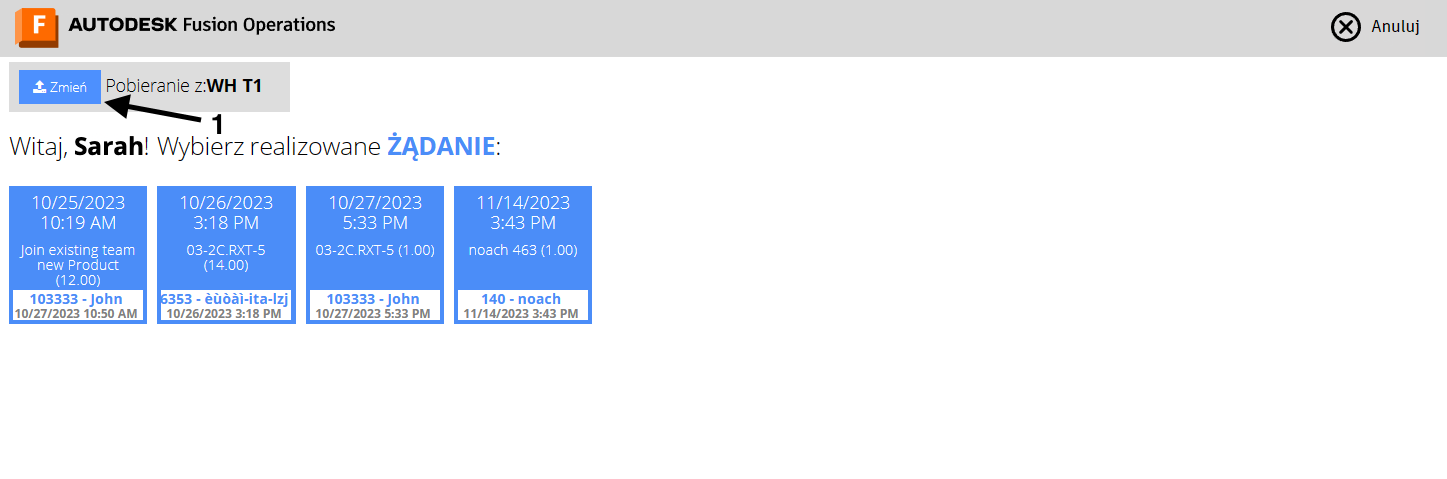 F AUTODESK Fusion Operations
Anuluj
Zmień Pobieranie z:WH T1
1
Witaj, Sarah! Wybierz realizowane ŻĄDANIE:
10/25/2023
10:19 AM
Join existing team
new Product
(12.00)
103333 - John
10/27/2023 10:50 AM
10/26/2023
3:18 PM
03-2C.RXT-5
(14.00)
6353 - èùòàì-ita-lzj
10/26/2023 3:18 PM
10/27/2023
5:33 PM
03-2C.RXT-5 (1.00)
103333 - John
10/27/2023 5:33 PM
11/14/2023
3:43 PM
noach 463 (1.00)
140 - noach
11/14/2023 3:43 PM